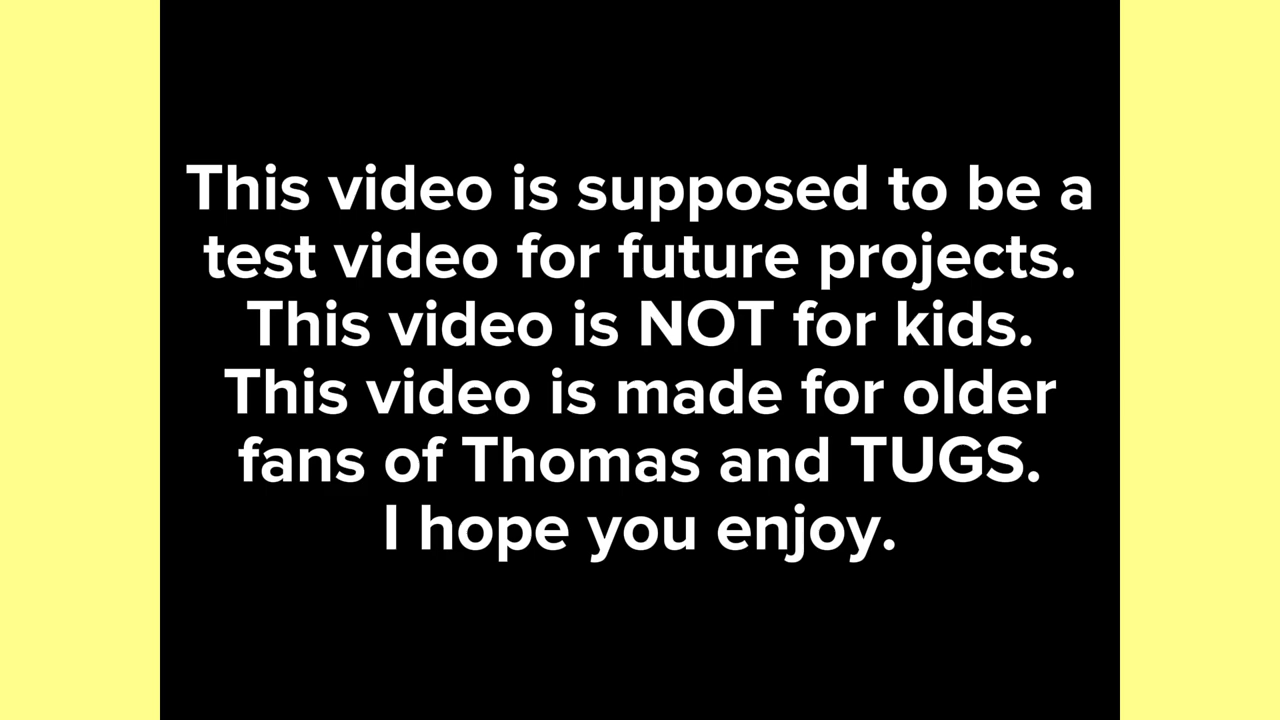 This video is supposed to be a
test video for future projects.
This video is NOT for kids.
This video is made for older
fans of Thomas and TUGS.
I hope you enjoy.